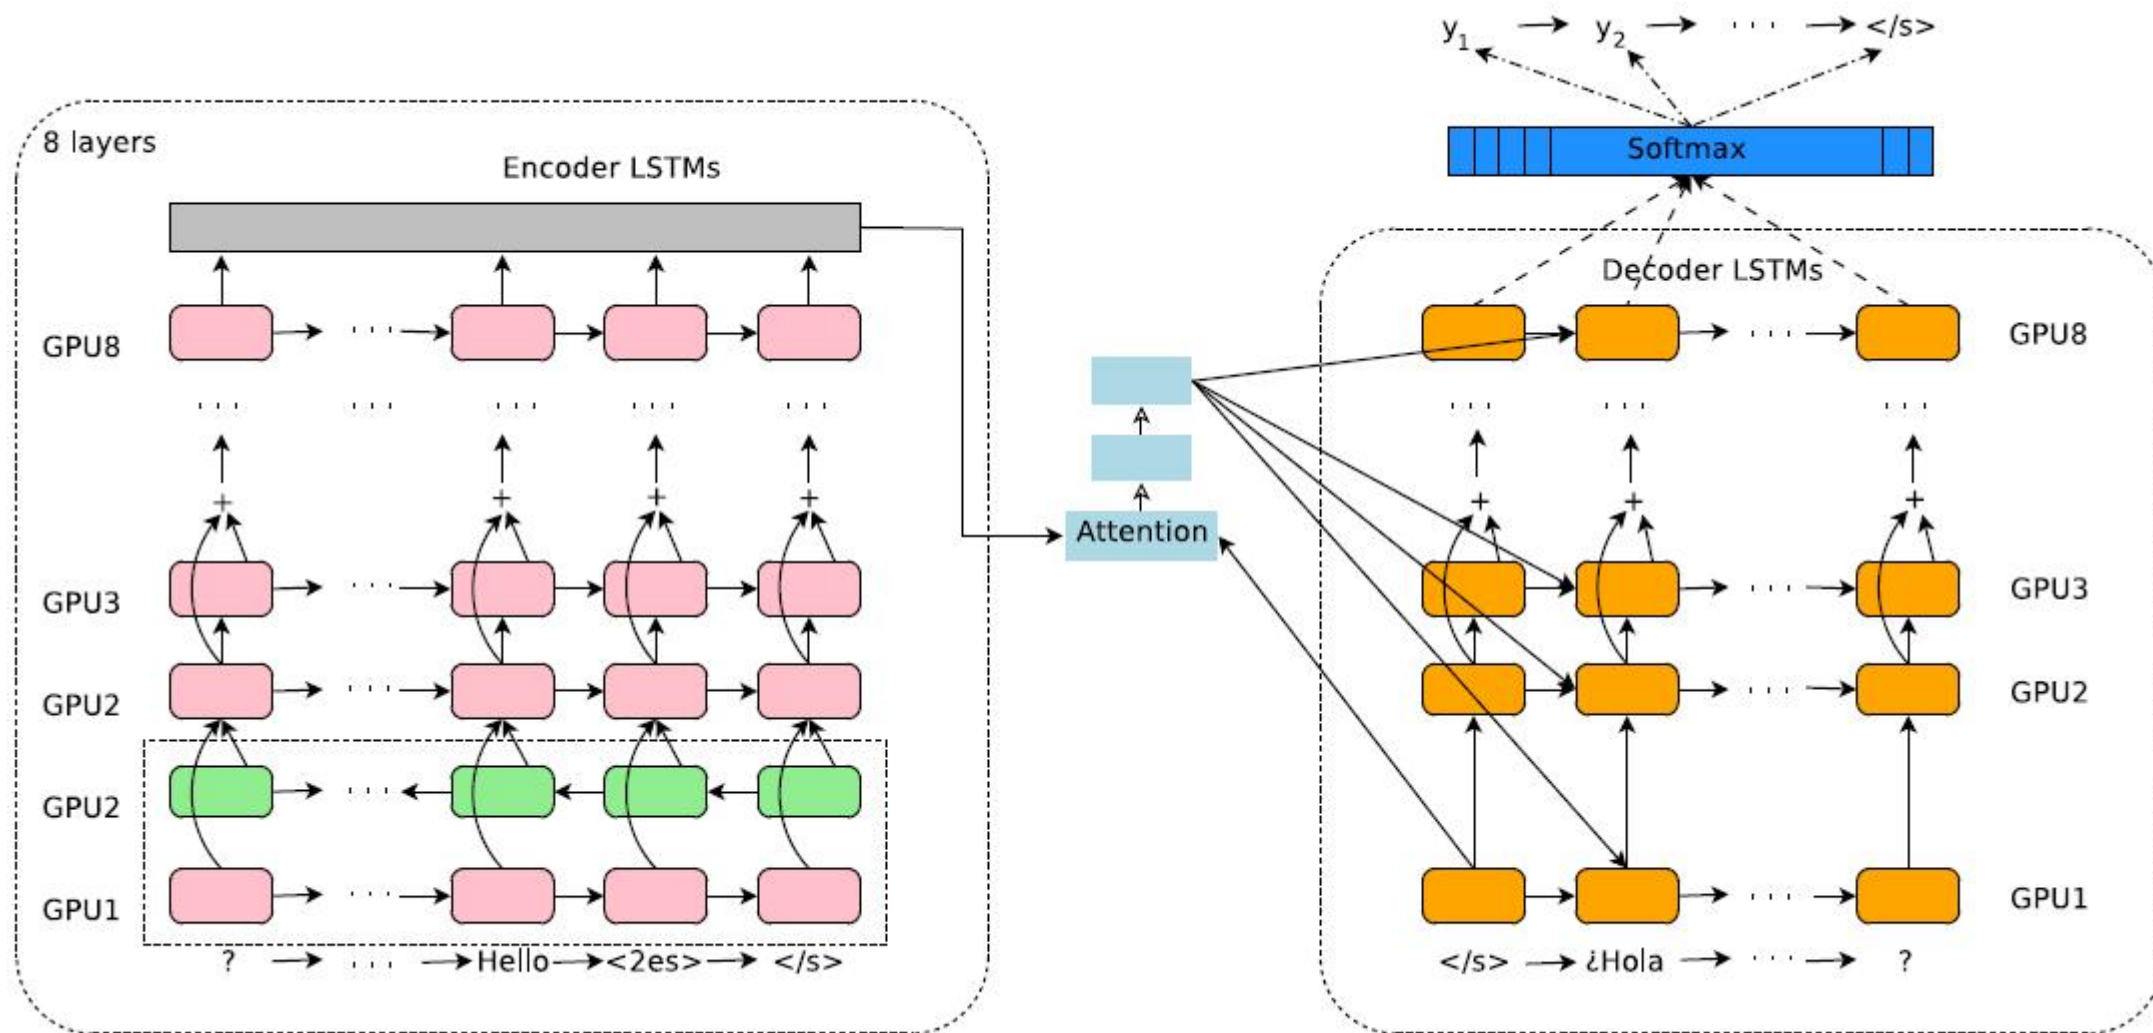 y1 y2 . . . </s>
8 layers
Encoder LSTMs
Softmax
Decoder LSTMs
GPU8 . . . . . . GPU8
. . . . . . . . . . . . . . . . . . . . . . . .
+ + + + + + +
Attention
GPU3 . . . . . . GPU3
GPU2 . . . . . . GPU2
GPU2 . . .
GPU1 . . . . . . GPU1
? . . . Hello <2es> </s> </s> ¿Hola . . . ?